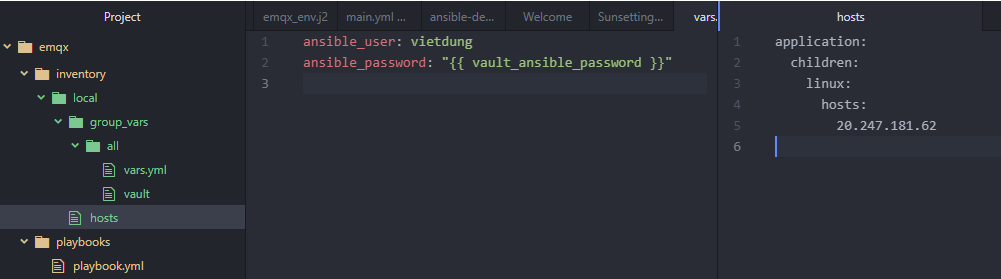 Project
emqx
inventory
local
group_vars
all
vars.yml
vault
hosts
playbooks
playbook.yml
emqx_env.j2 main.yml ... ansible-de... Welcome Sunsetting... vars.
1 ansible_user: vietdung
2 ansible_password: "{{ vault_ansible_password }}"
3
hosts
1 application:
2 children:
3 linux:
4 hosts:
5 20.247.181.62
6